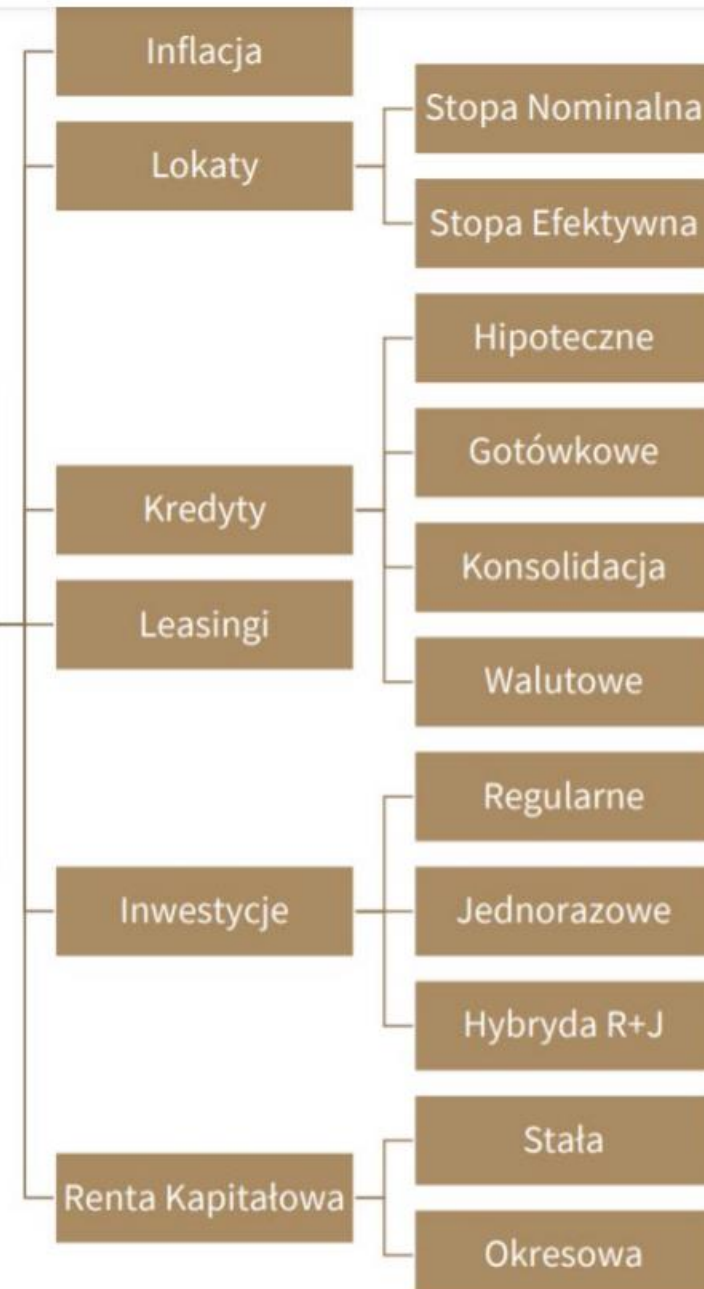 Inflacja
Lokaty
Stopa Nominalna
Stopa Efektywna
Kredyty
Hipoteczne
Gotówkowe
Konsolidacja
Walutowe
Leasingi
Inwestycje
Regularne
Jednorazowe
Hybryda R+J
Renta Kapitałowa
Stała
Okresowa